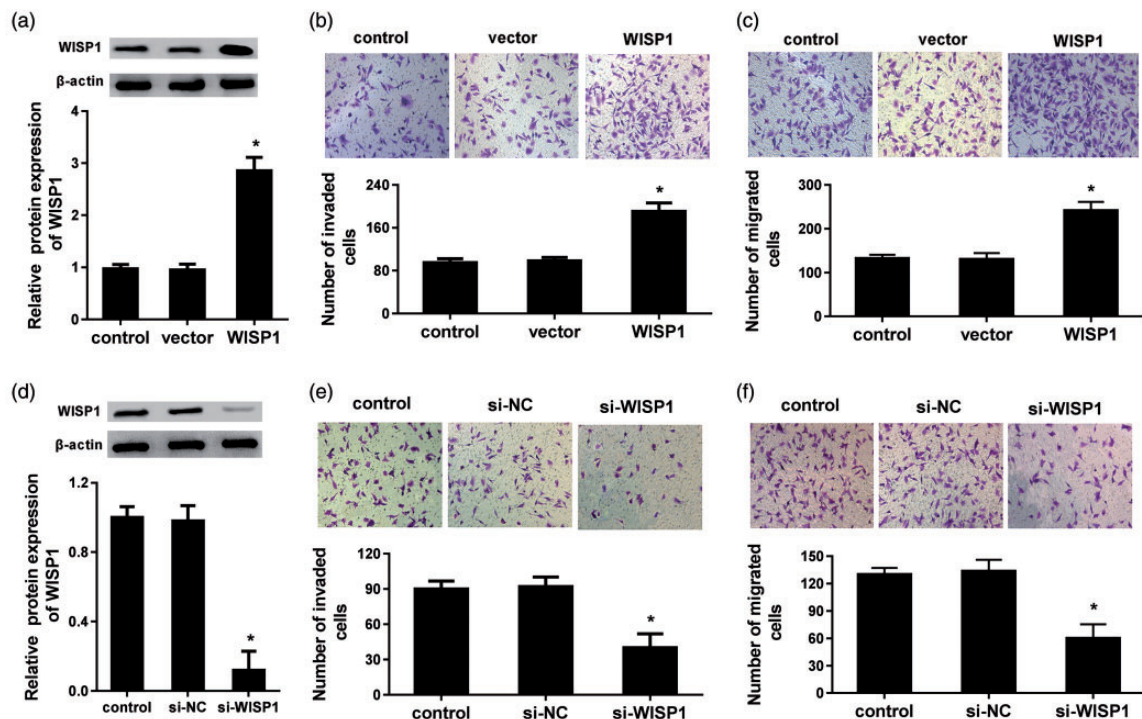 (a)
WISP1
β-actin
Relative protein expression
of WISP1
4
3
2
1
0
*
control vector WISP1
(b)
control vector WISP1
Number of invaded
cells
240
160
80
0
*
control vector WISP1
(c)
control vector WISP1
Number of migrated
cells
300
200
100
0
*
control vector WISP1
(d)
WISP1
β-actin
Relative protein expression
of WISP1
1.2
0.8
0.4
0.0
*
control si-NC si-WISP1
(e)
control si-NC si-WISP1
Number of invaded
cells
120
90
60
30
0
*
control si-NC si-WISP1
(f)
control si-NC si-WISP1
Number of migrated
cells
150
120
90
60
30
0
*
control si-NC si-WISP1